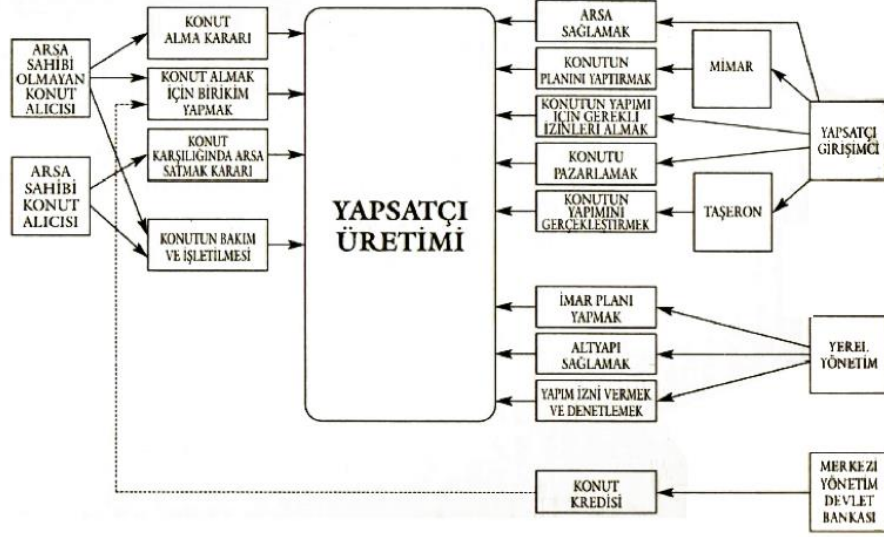 ARSA
SAHİBİ
OLMAYAN
KONUT
ALICISI
ARSA
SAHİBİ
KONUT
ALICISI
KONUT
ALMA KARARI
KONUT ALMAK
İÇİN BİRİKİM
YAPMAK
KONUT
KARŞILIĞINDA ARSA
SATMAK KARARI
KONUTUN BAKIM
VE İŞLETİLMESİ
YAPSATÇI
ÜRETİMİ
ARSA
SAĞLAMAK
KONUTUN
PLANINI YAPTIRMAK
KONUTUN YAPIMI
İÇİN GEREKLİ
İZİNLERİ ALMAK
KONUTU
PAZARLAMAK
KONUTUN
YAPIMINI
GERÇEKLEŞTİRMEK
İMAR PLANI
YAPMAK
ALTYAPI
SAĞLAMAK
YAPIM İZNİ VERMEK
VE DENETLEMEK
KONUT
KREDİSİ
MİMAR
TAŞERON
YAPSATÇI
GİRİŞİMCİ
YEREL
YÖNETİM
MERKEZİ
YÖNETİM
DEVLET
BANKASI